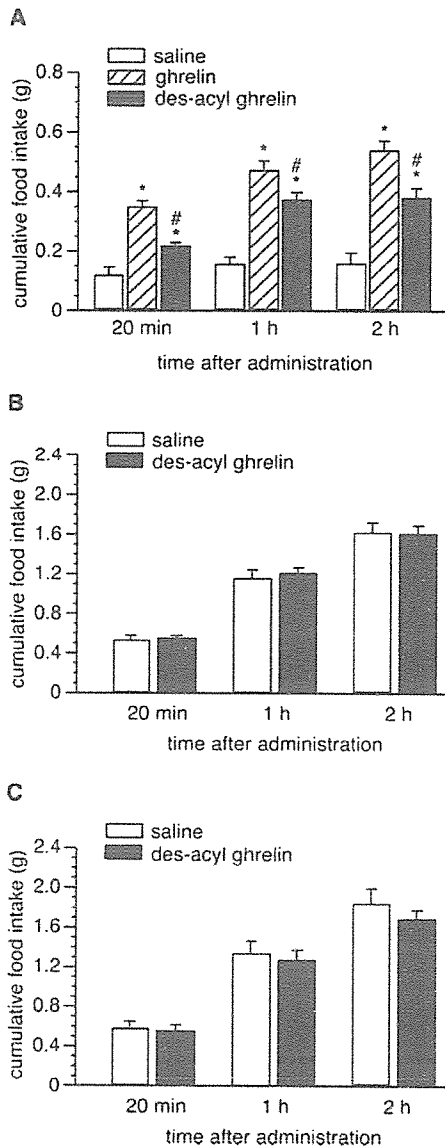 A
saline
ghrelin
des-acyl ghrelin
cumulative food intake (g)
0.8
0.6
0.4
0.2
0
* # * * # * * # *
20 min 1 h 2 h
time after administration
B
saline
des-acyl ghrelin
cumulative food intake (g)
2.4
2.0
1.6
1.2
0.8
0.4
0
20 min 1 h 2 h
time after administration
C
saline
des-acyl ghrelin
cumulative food intake (g)
2.4
2.0
1.6
1.2
0.8
0.4
0
20 min 1 h 2 h
time after administration